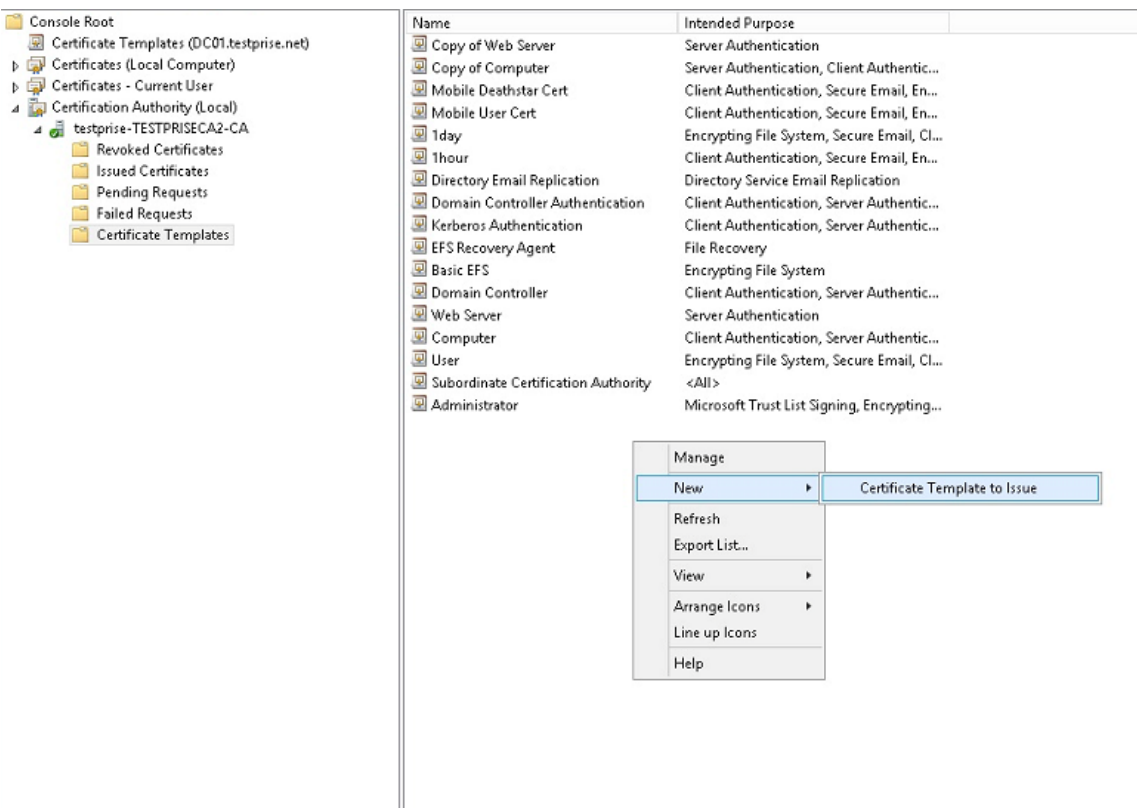 Console Root
Certificate Templates (DC01.testprise.net)
Certificates (Local Computer)
Certificates - Current User
Certification Authority (Local)
testprise-TESTPRISECA2-CA
Revoked Certificates
Issued Certificates
Pending Requests
Failed Requests
Certificate Templates
Name Intended Purpose
Copy of Web Server Server Authentication
Copy of Computer Server Authentication, Client Authentic...
Mobile Deathstar Cert Client Authentication, Secure Email, En...
Mobile User Cert Client Authentication, Secure Email, En...
1day Encrypting File System, Secure Email, Cl...
1hour Client Authentication, Secure Email, En...
Directory Email Replication Directory Service Email Replication
Domain Controller Authentication Client Authentication, Server Authentic...
Kerberos Authentication Client Authentication, Server Authentic...
EFS Recovery Agent File Recovery
Basic EFS Encrypting File System
Domain Controller Client Authentication, Server Authentic...
Web Server Server Authentication
Computer Client Authentication, Server Authentic...
User Encrypting File System, Secure Email, Cl...
Subordinate Certification Authority <All>
Administrator Microsoft Trust List Signing, Encrypting...
Manage
New Certificate Template to Issue
Refresh
Export List...
View
Arrange Icons
Line up Icons
Help